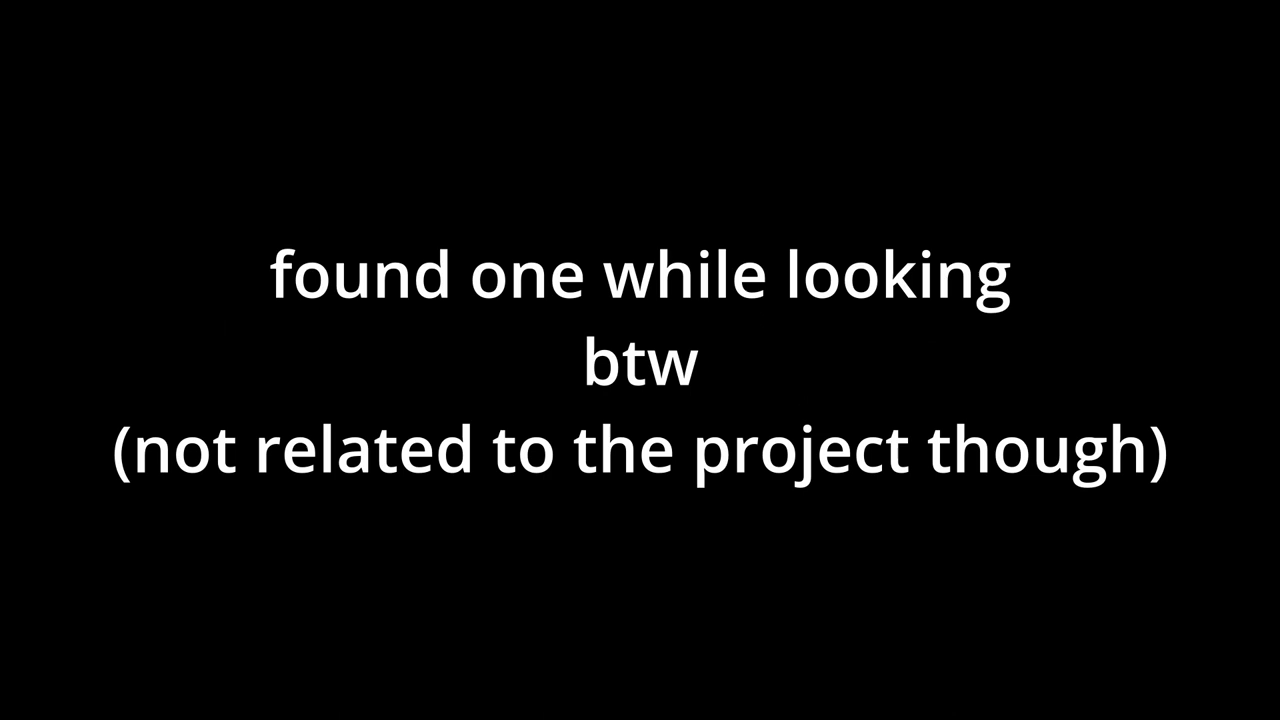 found one while looking
btw
(not related to the project though)